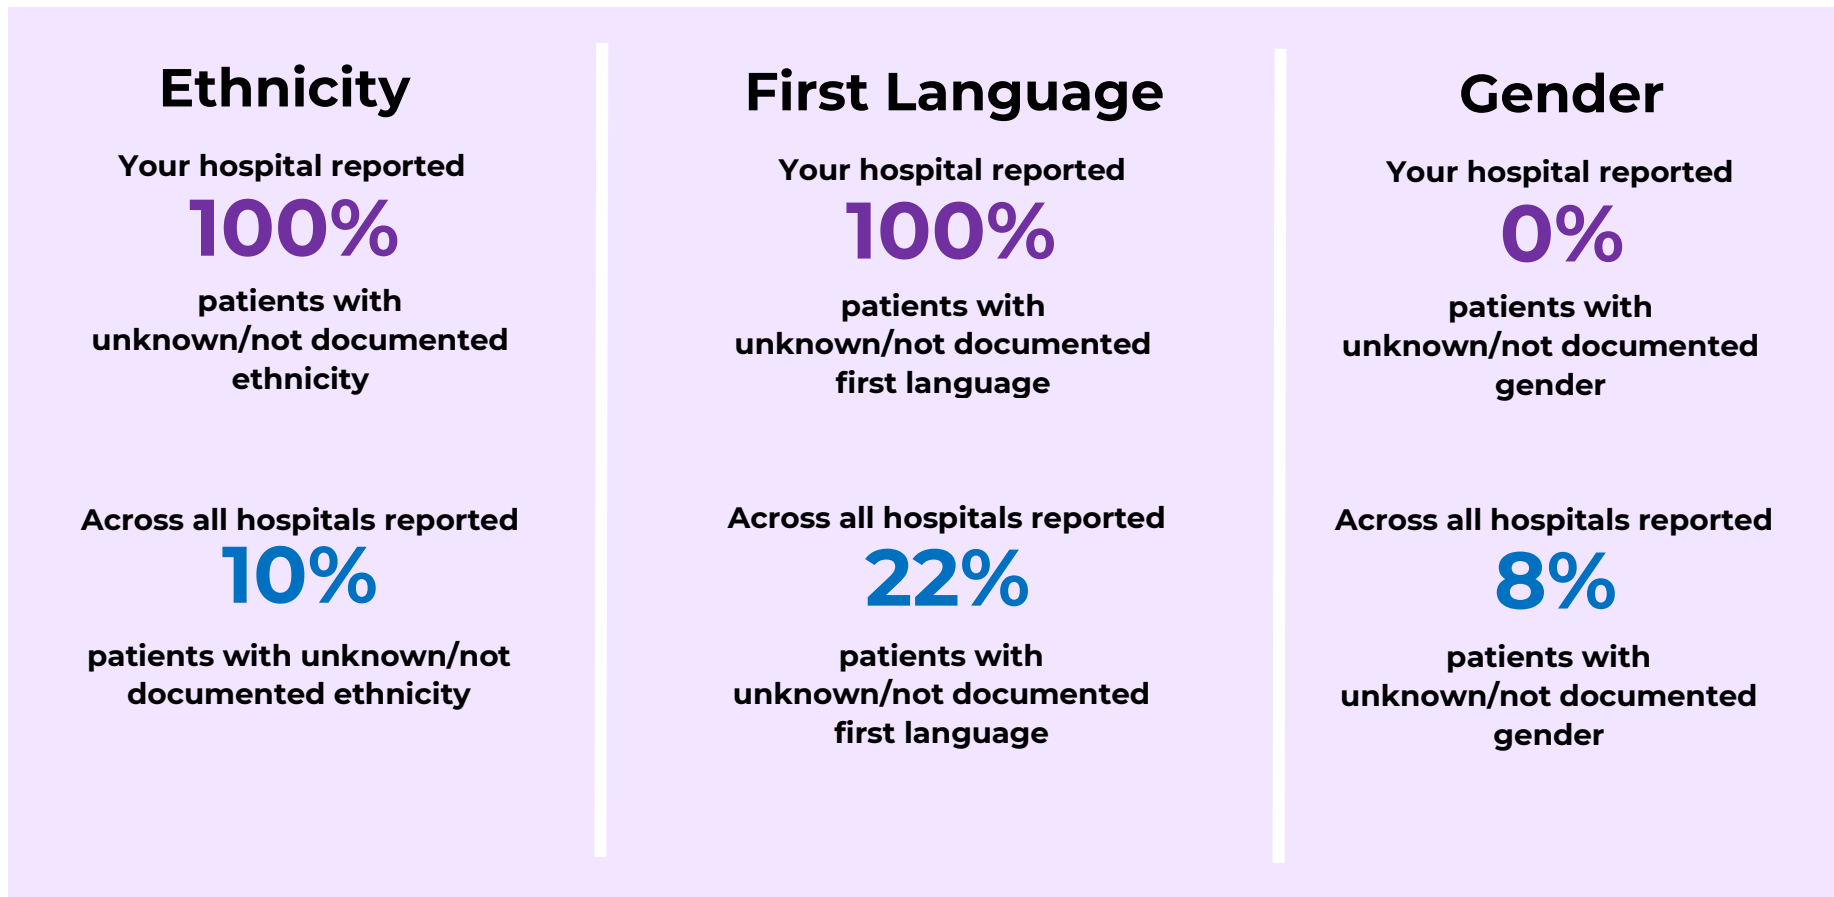 Ethnicity
Your hospital reported
100%
patients with
unknown/not documented
ethnicity
Across all hospitals reported
10%
patients with unknown/not
documented ethnicity
First Language
Your hospital reported
100%
patients with
unknown/not documented
first language
Across all hospitals reported
22%
patients with
unknown/not documented
first language
Gender
Your hospital reported
0%
patients with
unknown/not documented
gender
Across all hospitals reported
8%
patients with
unknown/not documented
gender